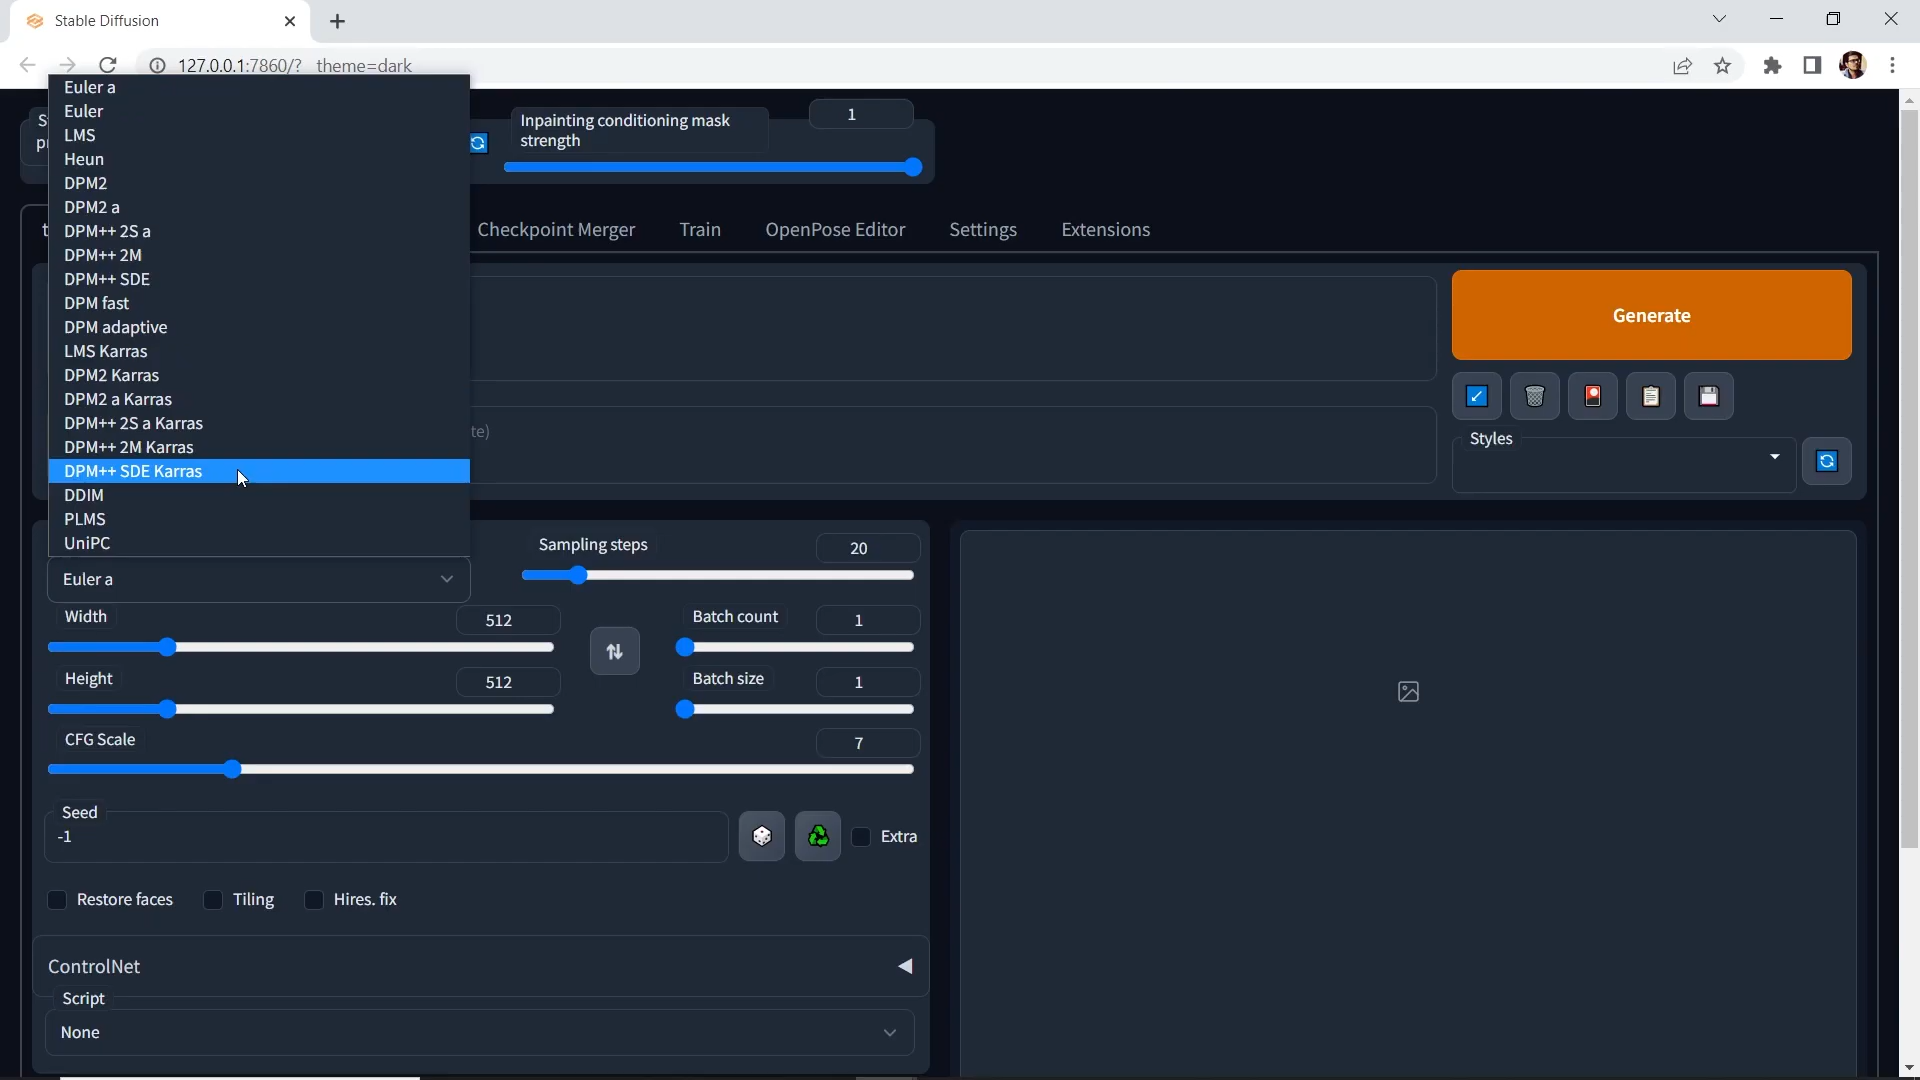 Stable Diffusion
127.0.0.1:7860/?__theme=dark
Euler a
Euler
LMS
Heun
DPM2
DPM2 a
DPM++ 2S a
DPM++ 2M
DPM++ SDE
DPM fast
DPM adaptive
LMS Karras
DPM2 Karras
DPM2 a Karras
DPM++ 2S a Karras
DPM++ 2M Karras
DPM++ SDE Karras
DDIM
PLMS
UniPC
Inpainting conditioning mask
strength
1
Checkpoint Merger Train OpenPose Editor Settings Extensions
te)
Generate
Styles
Euler a
Sampling steps 20
Width 512
Batch count 1
Height 512
Batch size 1
CFG Scale 7
Seed
-1
Extra
Restore faces Tiling Hires. fix
ControlNet
Script
None